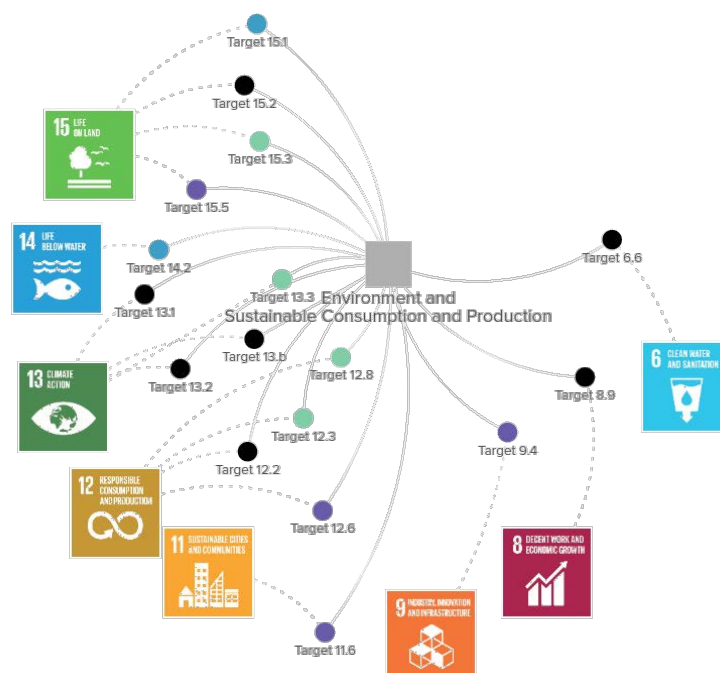 Target 15.1
Target 15.2
15 LIFE
ON LAND
Target 15.3
Target 15.5
14 LIFE
BELOW WATER
Target 14.2
Target 6.6
Target 13.3
Target 13.1
Environment and
Sustainable Consumption and Production
Target 13.b
6 CLEAN WATER
AND SANITATION
13 CLIMATE
ACTION
Target 13.2
Target 12.8
Target 8.9
Target 12.3
Target 9.4
Target 12.2
12 RESPONSIBLE
CONSUMPTION
AND PRODUCTION
Target 12.6
11 SUSTAINABLE CITIES
AND COMMUNITIES
8 DECENT WORK AND
ECONOMIC GROWTH
9 INDUSTRY, INNOVATION
AND INFRASTRUCTURE
Target 11.6